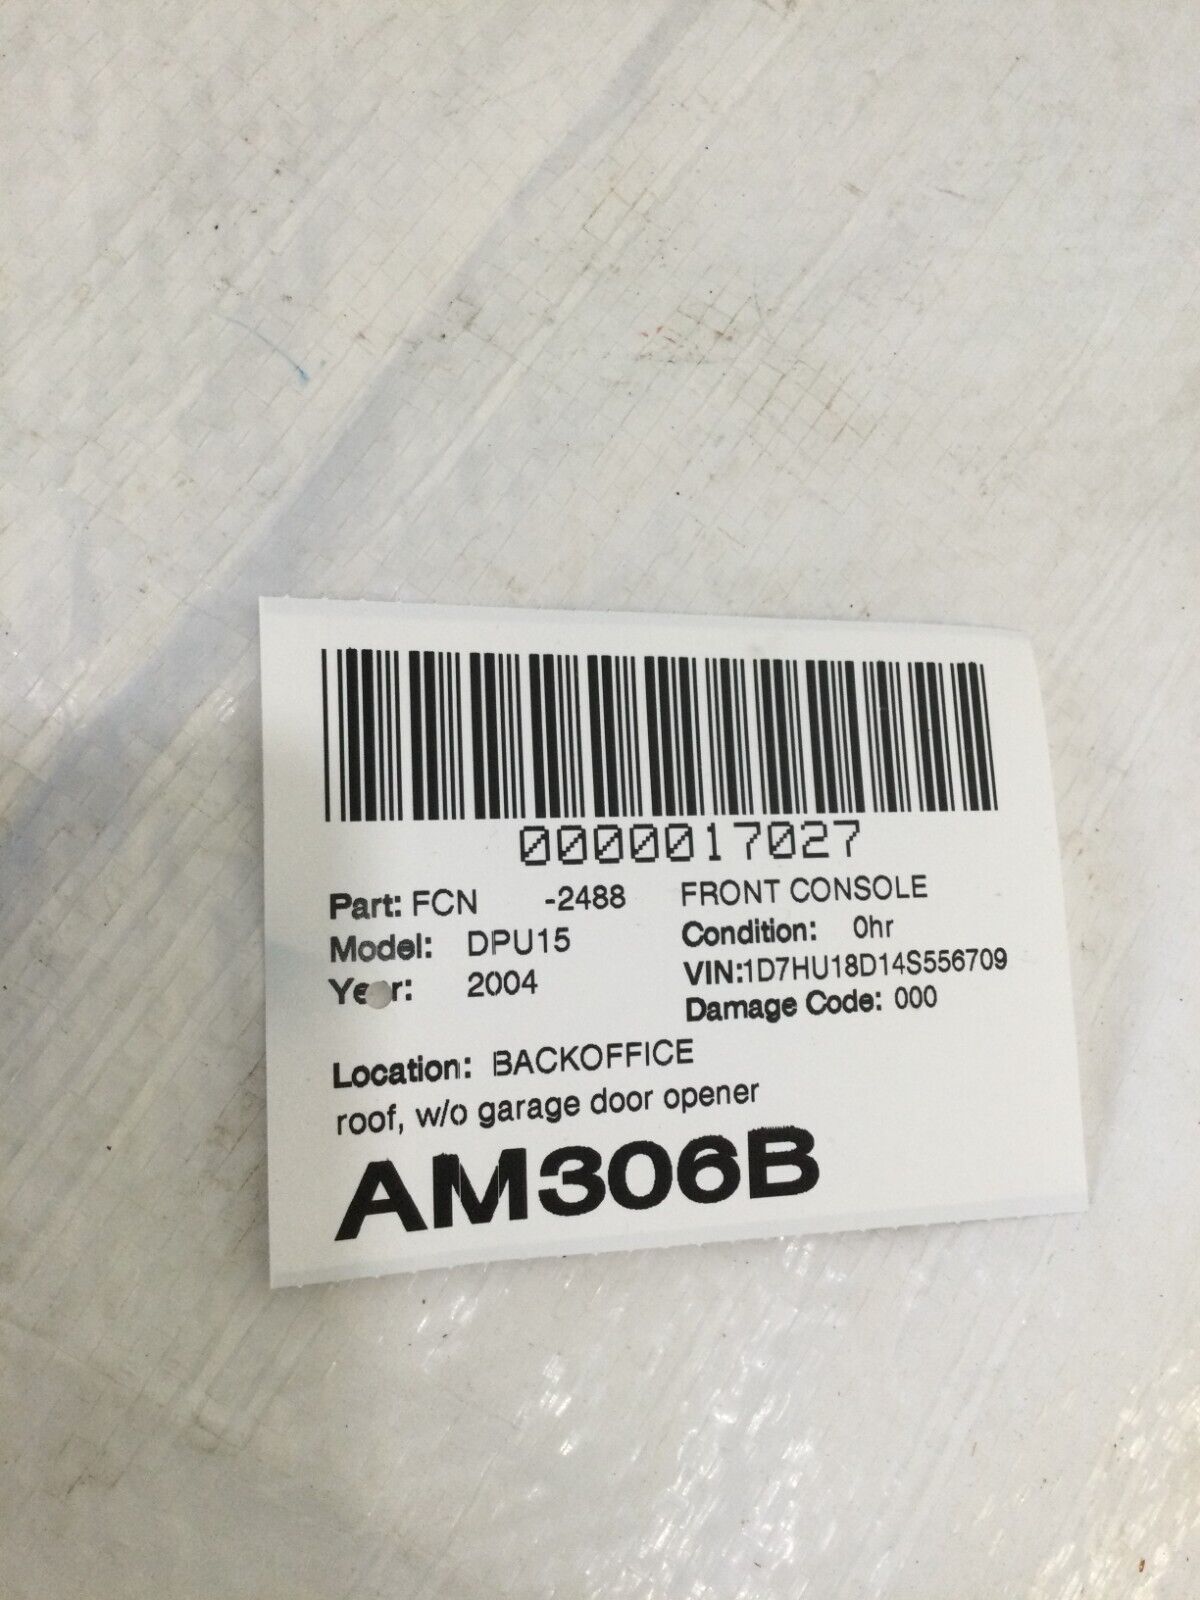 0000017027
Part: FCN -2488 FRONT CONSOLE
Model: DPU15 Condition: 0hr
Year: 2004 VIN:1D7HU18D14S556709
Damage Code: 000
Location: BACKOFFICE
roof, w/o garage door opener
AM306B